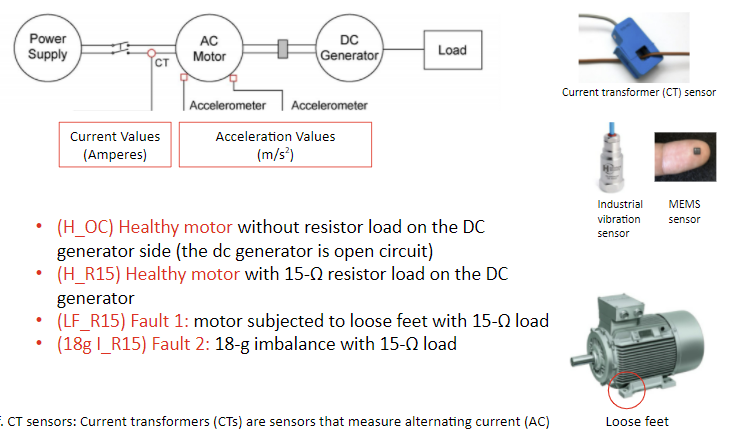 Power
Supply
CT
AC
Motor
DC
Generator
Load
Accelerometer
Accelerometer
Current Values
(Amperes)
Acceleration Values
(m/s²)
Current transformer (CT) sensor
Industrial
vibration
sensor
MEMS
sensor
• (H_OC) Healthy motor without resistor load on the DC
generator side (the dc generator is open circuit)
• (H_R15) Healthy motor with 15-Ω resistor load on the DC
generator
• (LF_R15) Fault 1: motor subjected to loose feet with 15-Ω load
• (18g I_R15) Fault 2: 18-g imbalance with 15-Ω load
. CT sensors: Current transformers (CTs) are sensors that measure alternating current (AC)
Loose feet